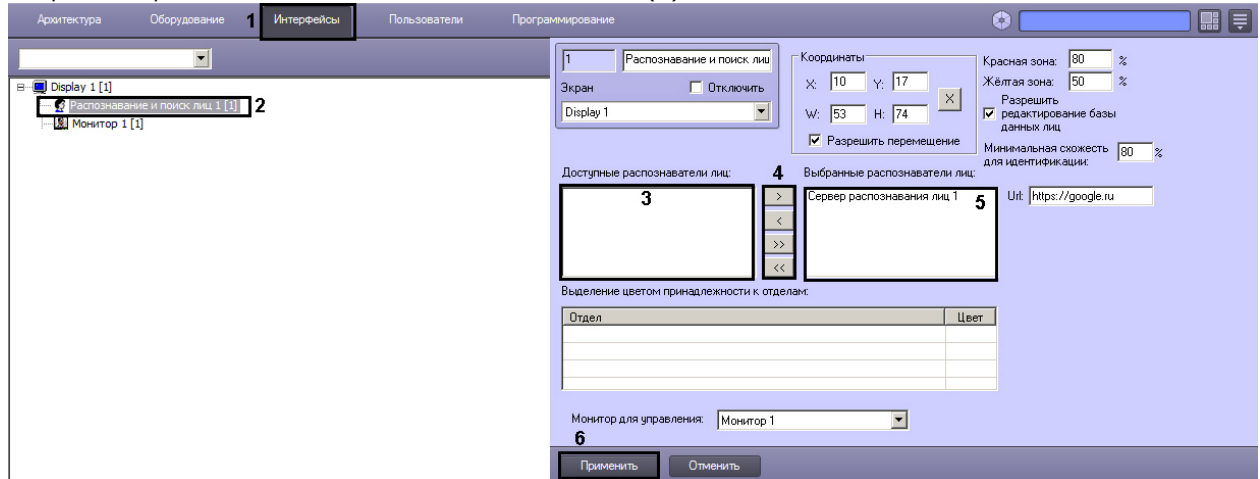 Архитектура Оборудование 1 Интерфейсы Пользователи Программирование
Display 1 [1]
Распознавание и поиск лиц 1 [1] 2
Монитор 1 [1]
1 Распознавание и поиск лиц
Экран Отключить
Display 1
Координаты
X: 10 Y: 17
W: 53 H: 74 X
Разрешить перемещение
Красная зона: 80 %
Жёлтая зона: 50 %
Разрешить
редактирование базы
данных лиц
Минимальная схожесть 80 %
для идентификации:
Доступные распознаватели лиц: 4 Выбранные распознаватели лиц:
3 > Сервер распознавания лиц 1 5 Url: https://google.ru
<
>>
<<
Выделение цветом принадлежности к отделам:
Отдел Цвет
Монитор для управления: Монитор 1
6
Применить Отменить